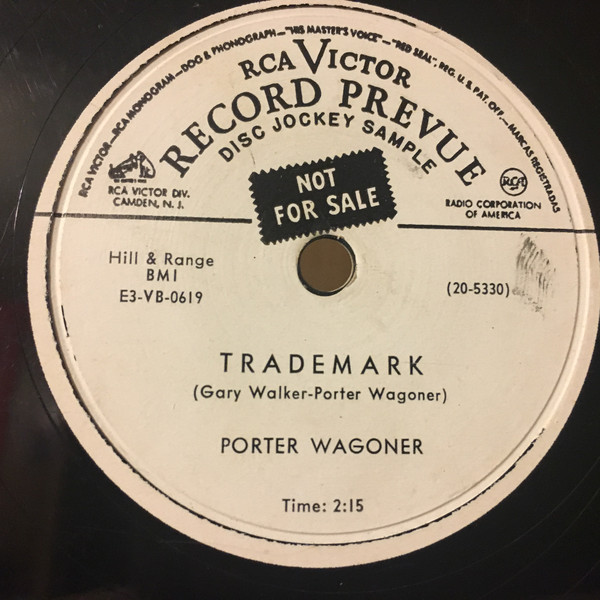 RCA VICTOR—RCA MONOGRAM—DOG & PHONOGRAPH—"HIS MASTER'S VOICE"—"RED SEAL", REG. U. S. PAT. OFF.—MARCAS REGISTRADAS
RCA VICTOR
RECORD PREVUE
DISC JOCKEY SAMPLE
NOT
FOR SALE
RCA VICTOR DIV.
CAMDEN, N. J.
RCA
RADIO CORPORATION
OF AMERICA
Hill & Range
BMI
E3-VB-0619
(20-5330)
TRADEMARK
(Gary Walker-Porter Wagoner)
PORTER WAGONER
Time: 2:15